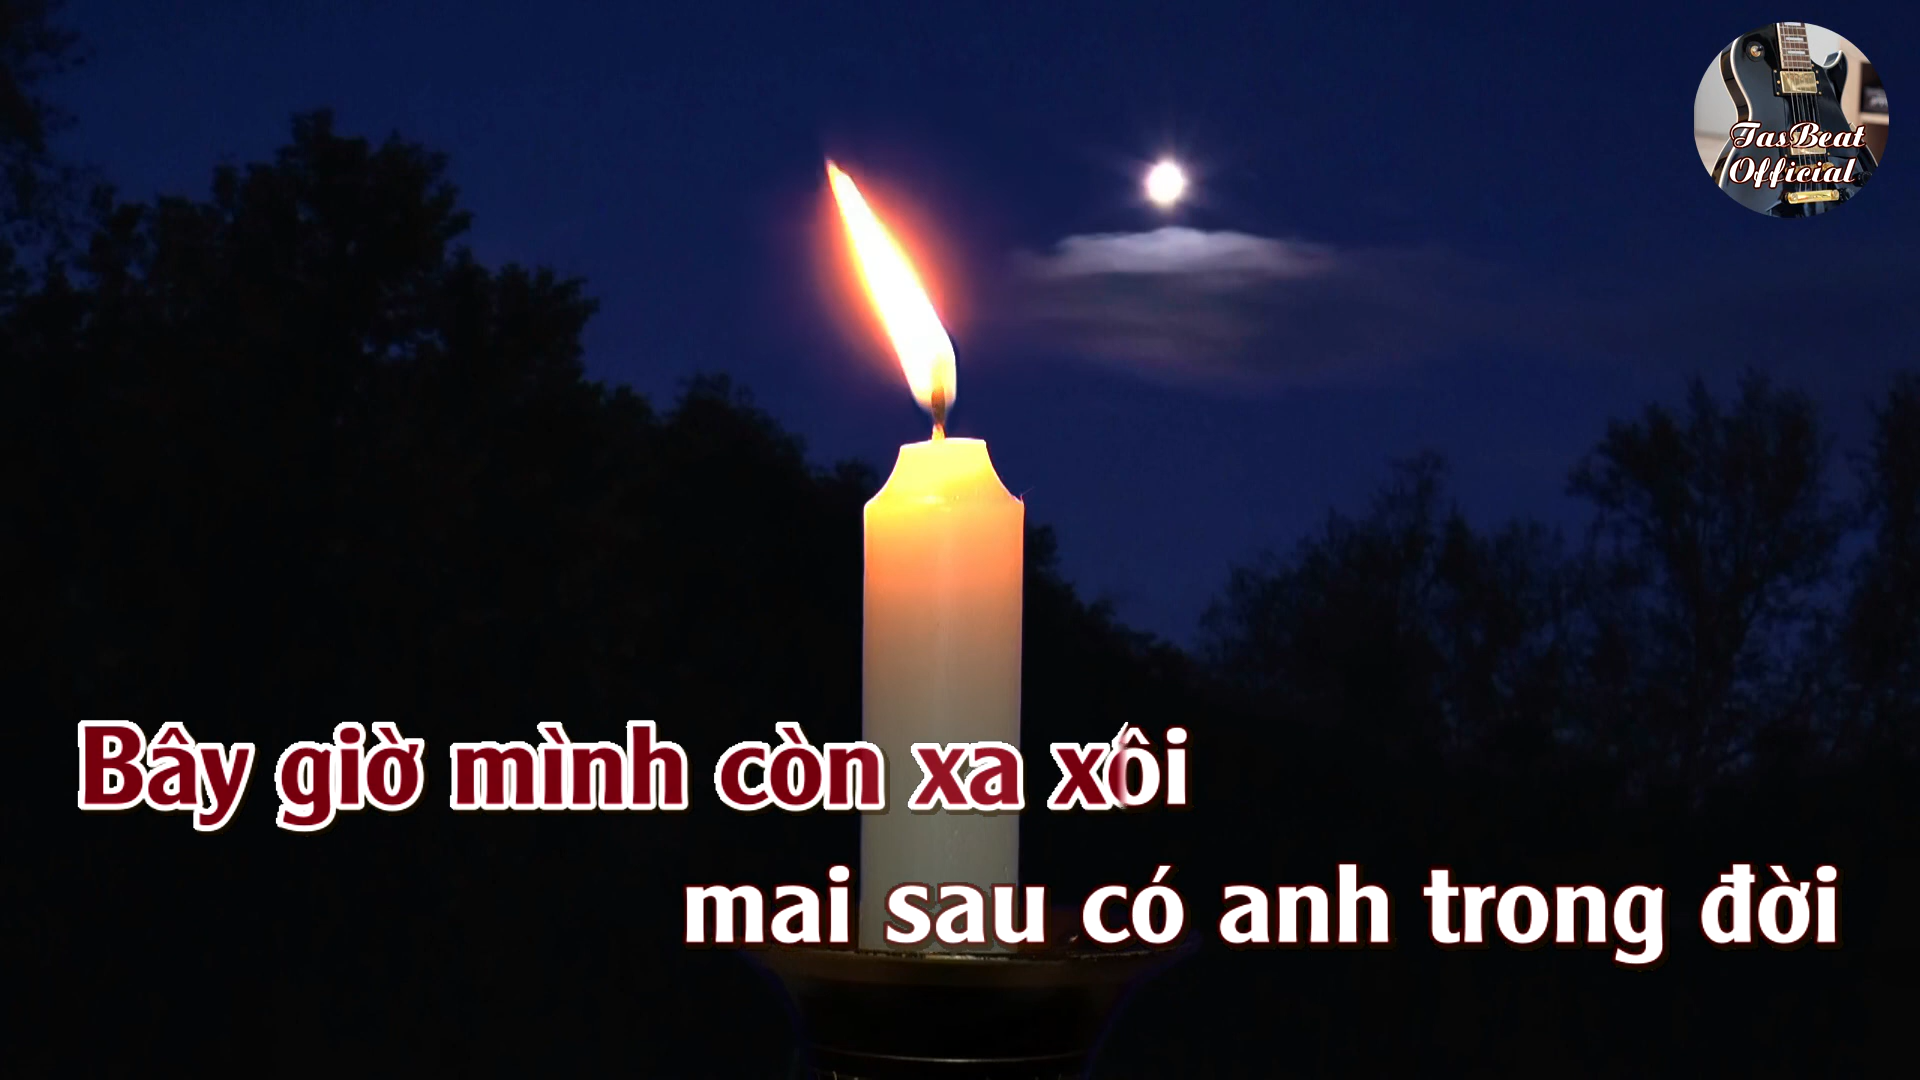 TasBeat
Official
Bây giờ mình còn xa xôi
mai sau có anh trong đời